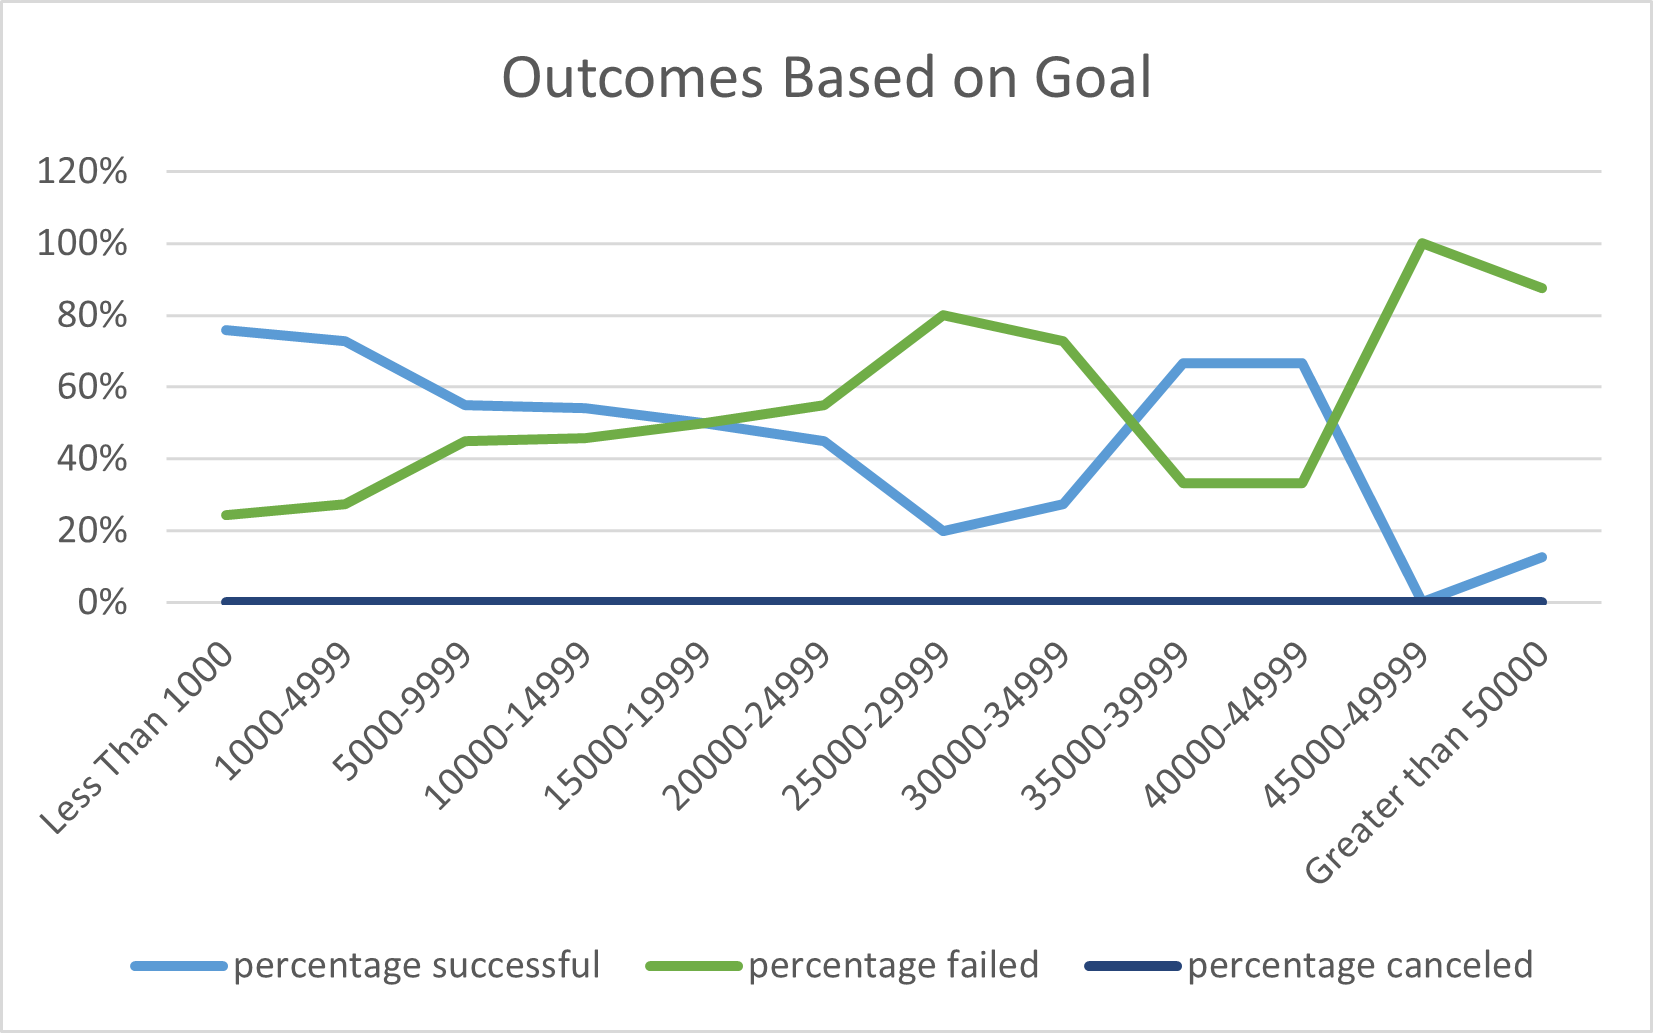 Outcomes Based on Goal
120%
100%
80%
60%
40%
20%
0%
Less Than 1000
1000-4999
5000-9999
10000-14999
15000-19999
20000-24999
25000-29999
30000-34999
35000-39999
40000-44999
45000-49999
Greater than 50000
percentage successful
percentage failed
percentage canceled